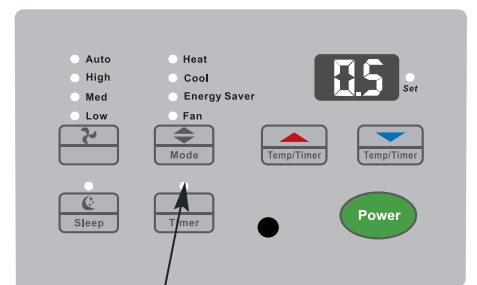 Auto
High
Med
Low
Heat
Cool
Energy Saver
Fan
0.5
Set
Mode
Temp/Timer
Temp/Timer
Sleep
Timer
Power